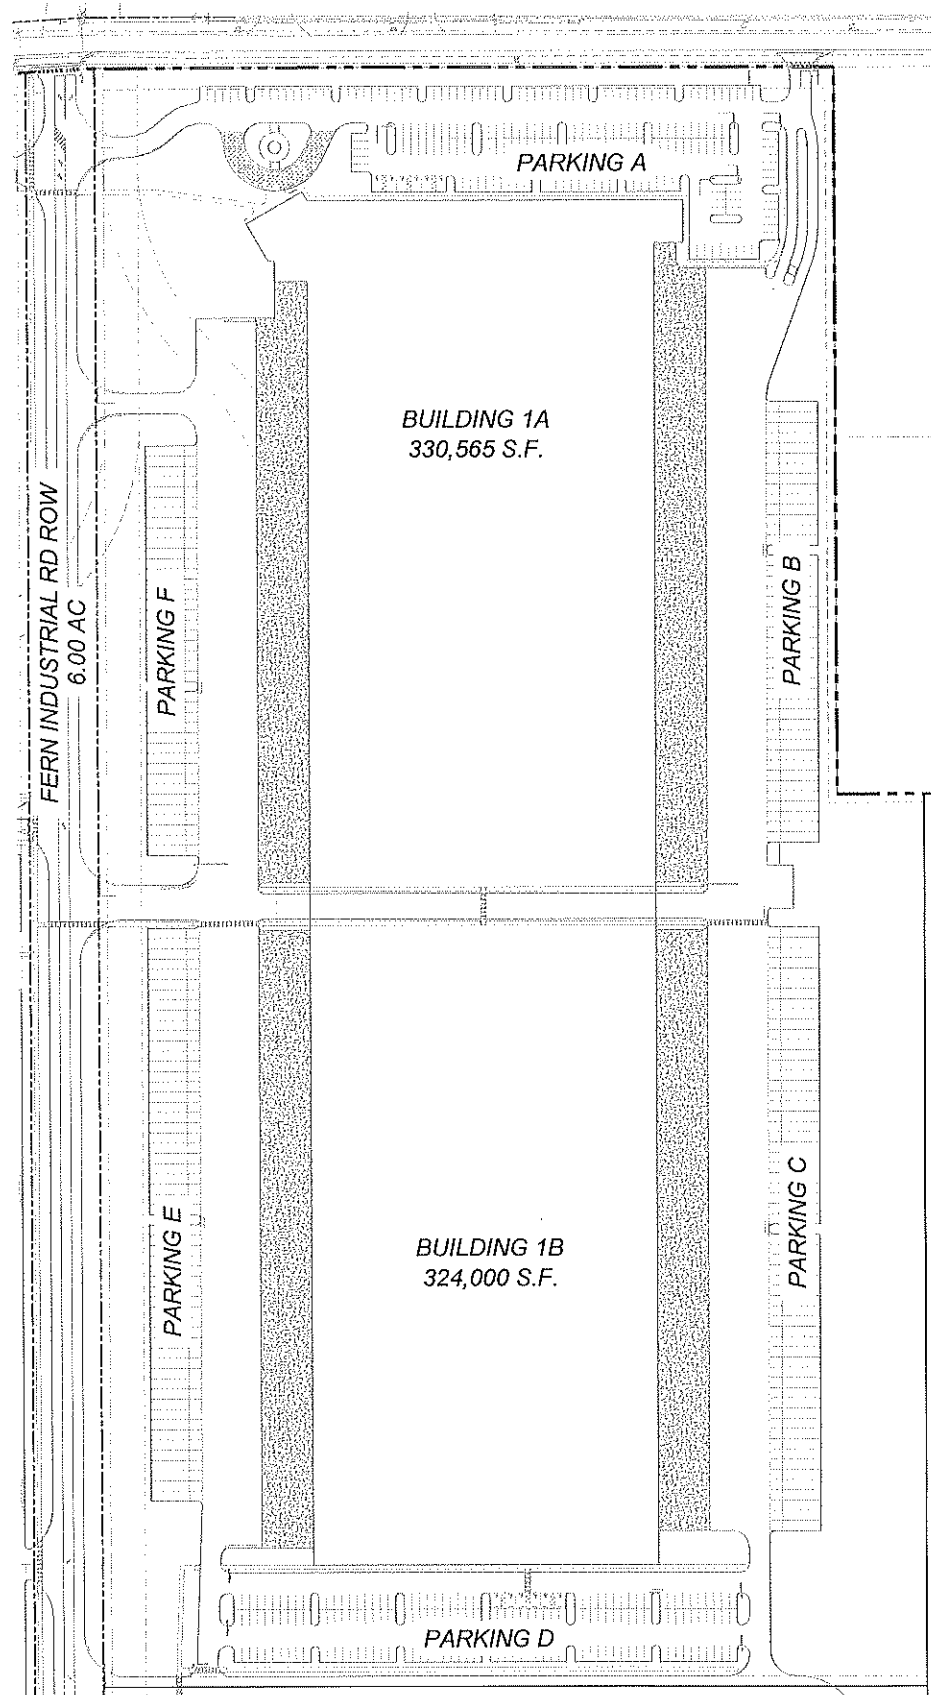 PARKING A
BUILDING 1A
330,565 S.F.
FERN INDUSTRIAL RD ROW
6.00 AC
PARKING F
PARKING B
BUILDING 1B
324,000 S.F.
PARKING E
PARKING C
PARKING D